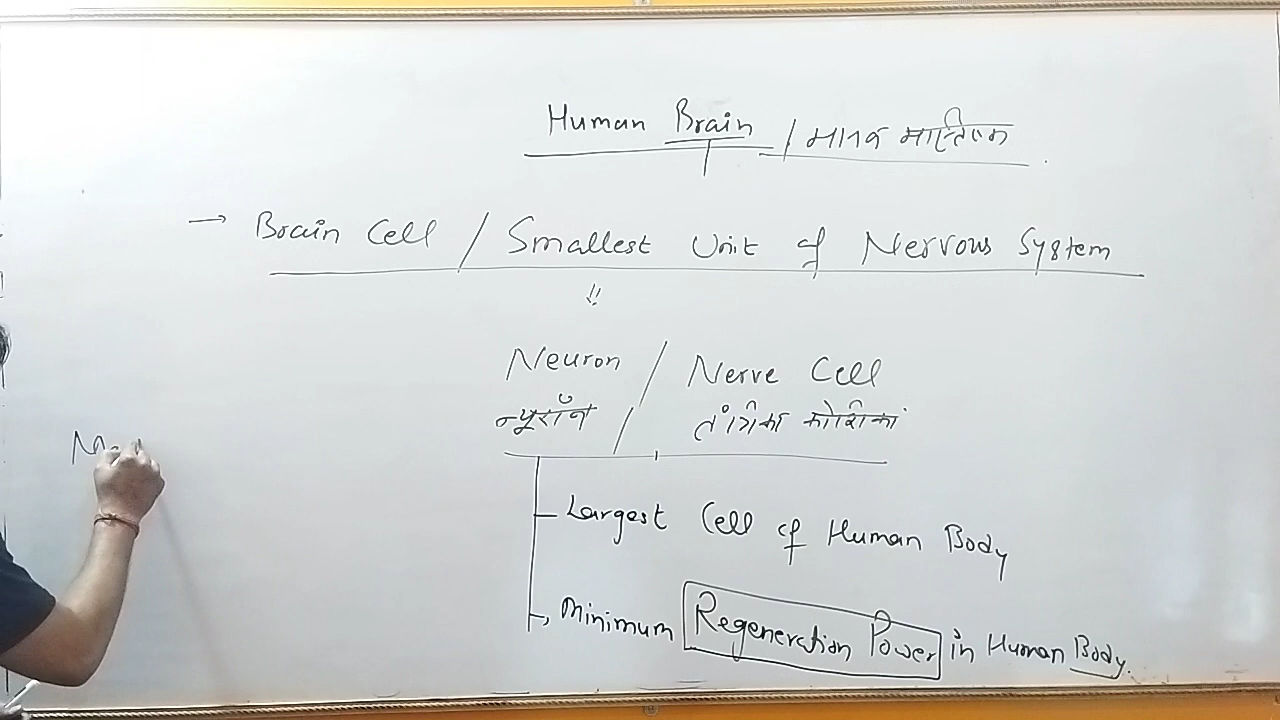 Human Brain / मानव मास्तिष्क
→ Brain Cell / Smallest Unit of Nervous System
Neuron / Nerve Cell
न्यूरॉन / तंत्रिका कोशिका
Largest Cell of Human Body
Minimum Regeneration Power in Human Body.